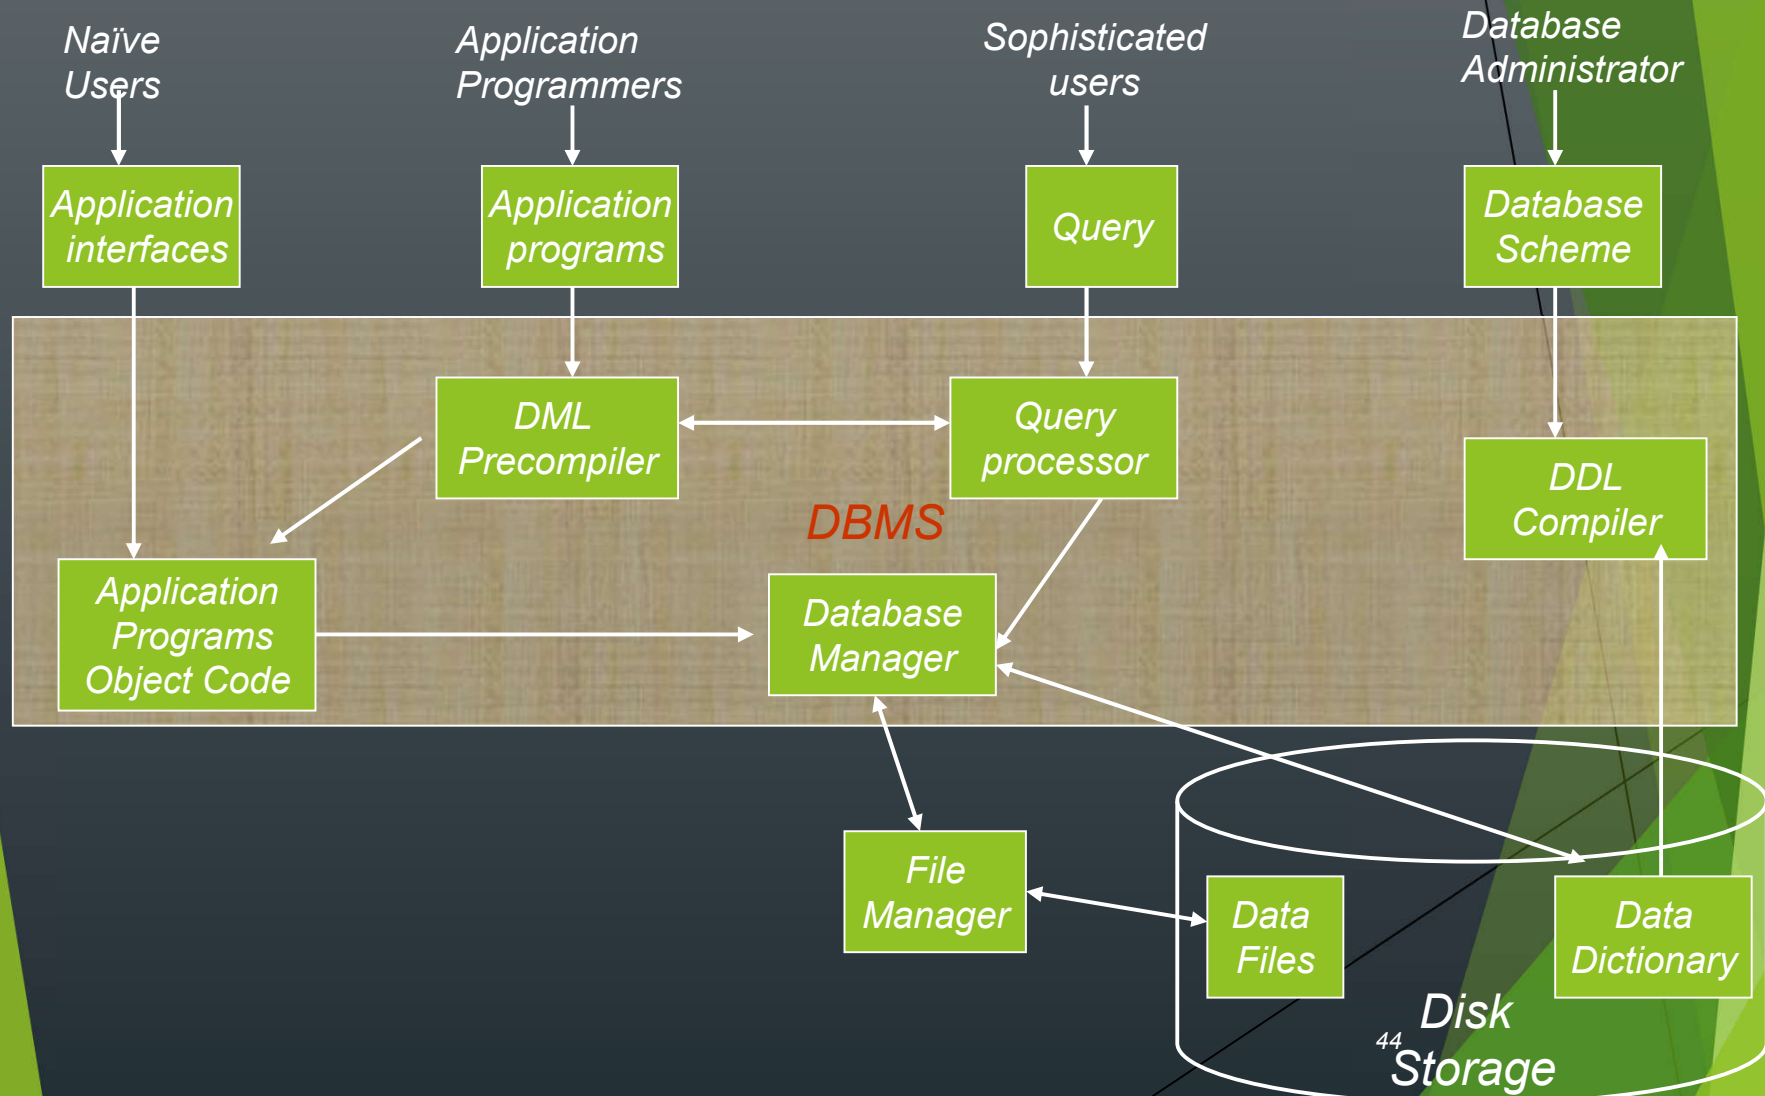 Naïve
Users
Application
Programmers
Sophisticated
users
Database
Administrator
Application
interfaces
Application
programs
Query
Database
Scheme
DML
Precompiler
Query
processor
DDL
Compiler
DBMS
Application
Programs
Object Code
Database
Manager
File
Manager
Data
Files
Data
Dictionary
Disk
44
Storage